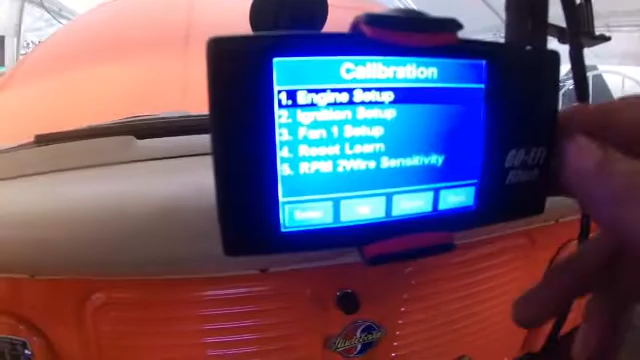 Calibration
1. Engine Setup
2. Ignition Setup
3. Fan 1 Setup
4. Reset Learn
5. RPM 2Wire Sensitivity
GO-EFI
Studebaker